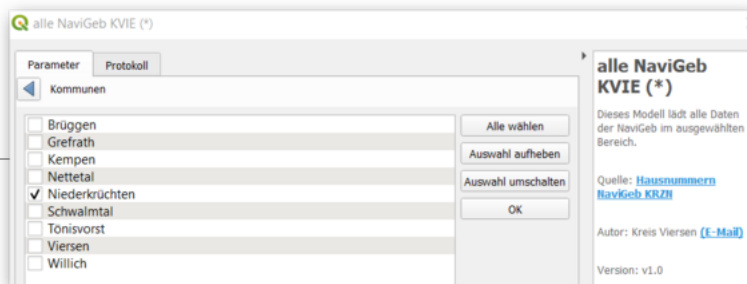 alle NaviGeb KVIE (*)
Parameter
Protokoll
Kommunen
Brüggen
Grefrath
Kempen
Nettetal
Niederkrüchten
Schwalmtal
Tönisvorst
Viersen
Willich
Alle wählen
Auswahl aufheben
Auswahl umschalten
OK
alle NaviGeb
KVIE (*)
Dieses Modell lädt alle Daten
der NaviGeb im ausgewählten
Bereich.
Quelle: Hausnummern
NaviGeb KRZN
Autor: Kreis Viersen (E-Mail)
Version: v1.0